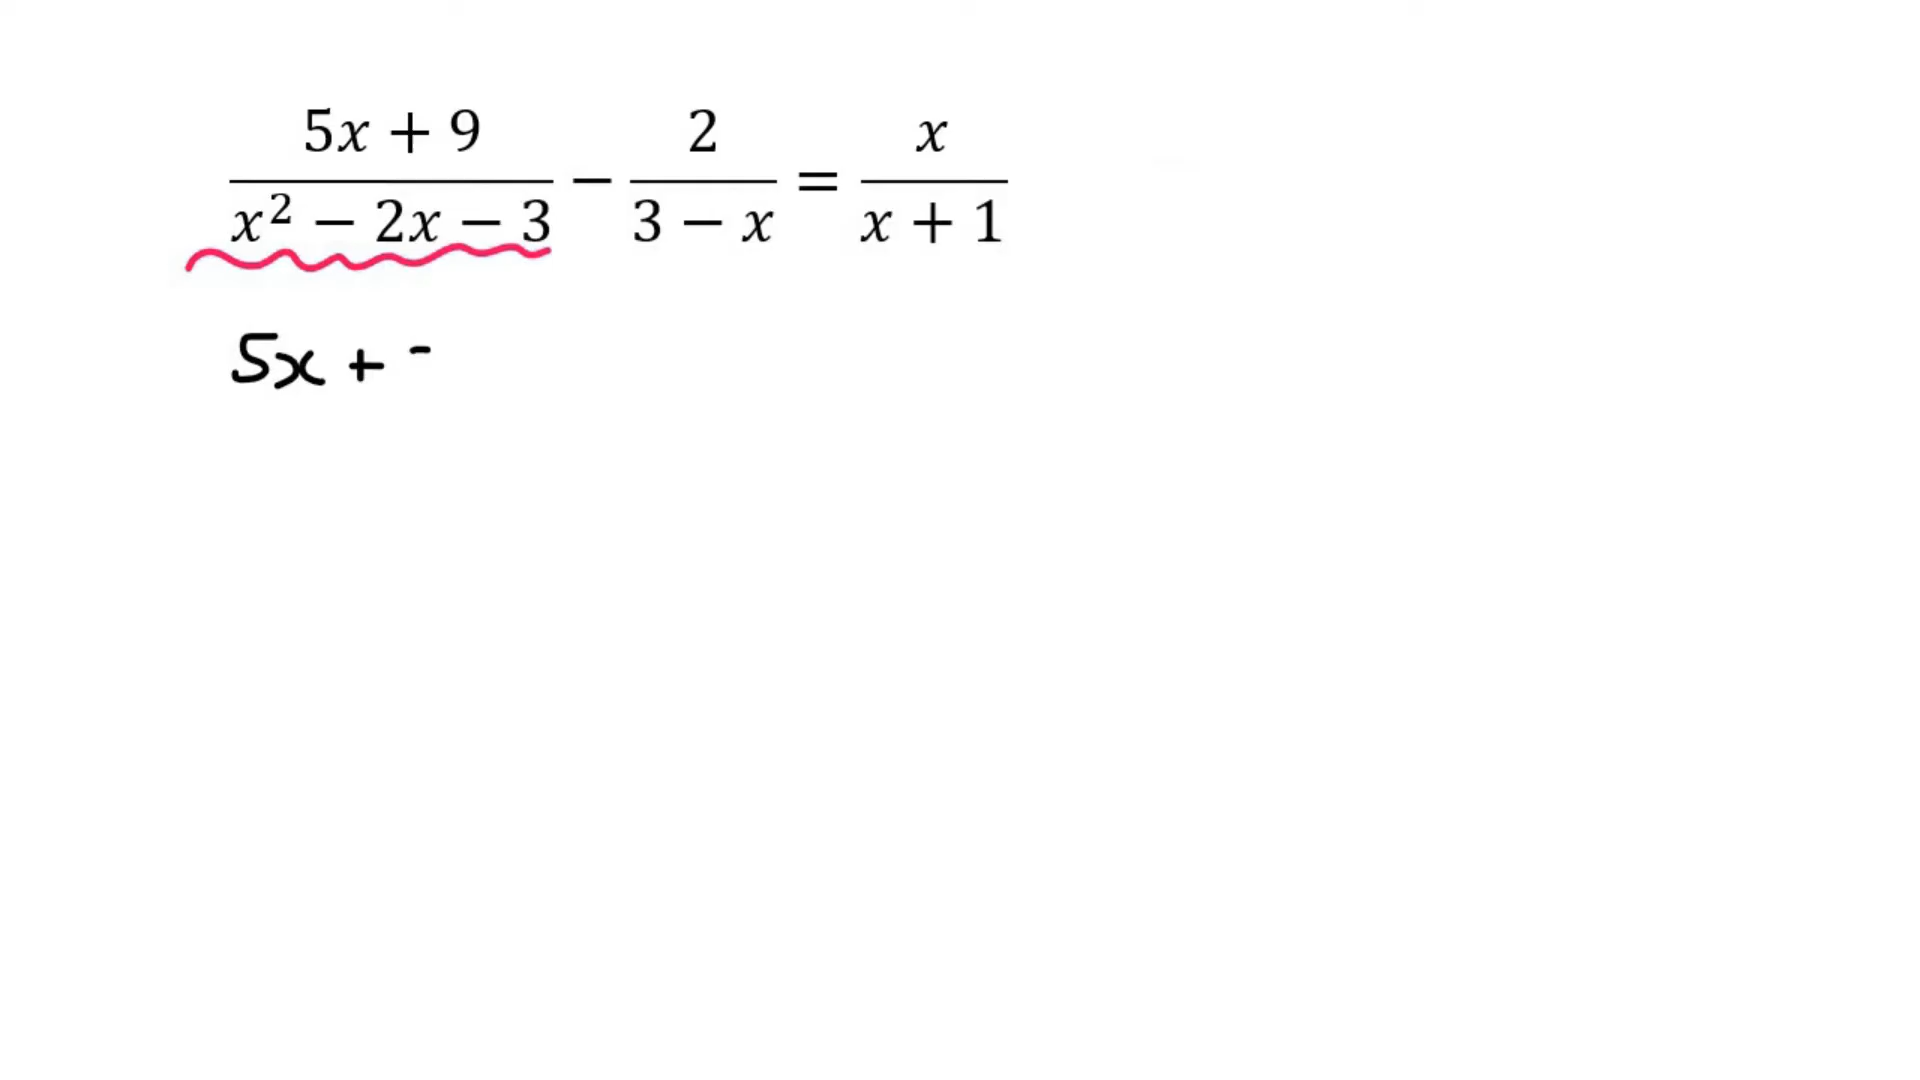 5x + 9 / x² − 2x − 3 − 2 / 3 − x = x / x + 1
5x +